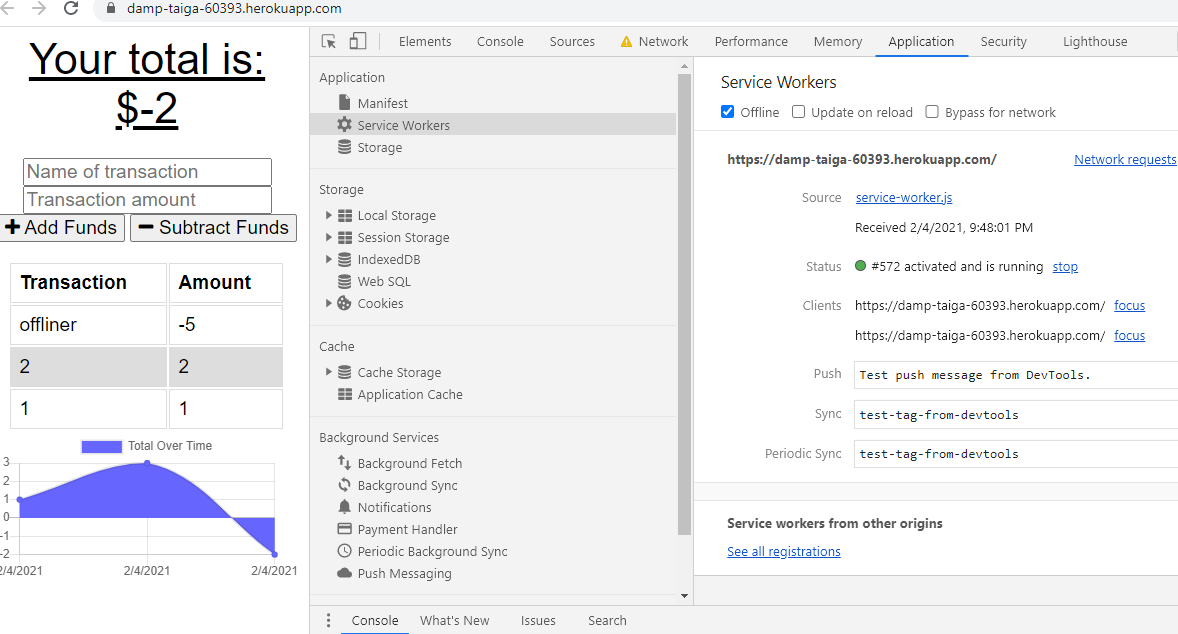 damp-taiga-60393.herokuapp.com
Your total is:
$-2
Name of transaction
Transaction amount
Add Funds
Subtract Funds
Transaction Amount
offliner -5
2 2
1 1
Total Over Time
3
2
1
0
-1
-2
2/4/2021 2/4/2021 2/4/2021
Elements Console Sources Network Performance Memory Application Security Lighthouse
Application
Manifest
Service Workers
Storage
Storage
Local Storage
Session Storage
IndexedDB
Web SQL
Cookies
Cache
Cache Storage
Application Cache
Background Services
Background Fetch
Background Sync
Notifications
Payment Handler
Periodic Background Sync
Push Messaging
Service Workers
Offline Update on reload Bypass for network
https://damp-taiga-60393.herokuapp.com/ Network requests
Source service-worker.js
Received 2/4/2021, 9:48:01 PM
Status #572 activated and is running stop
Clients https://damp-taiga-60393.herokuapp.com/ focus
https://damp-taiga-60393.herokuapp.com/ focus
Push Test push message from DevTools.
Sync test-tag-from-devtools
Periodic Sync test-tag-from-devtools
Service workers from other origins
See all registrations
Console What's New Issues Search